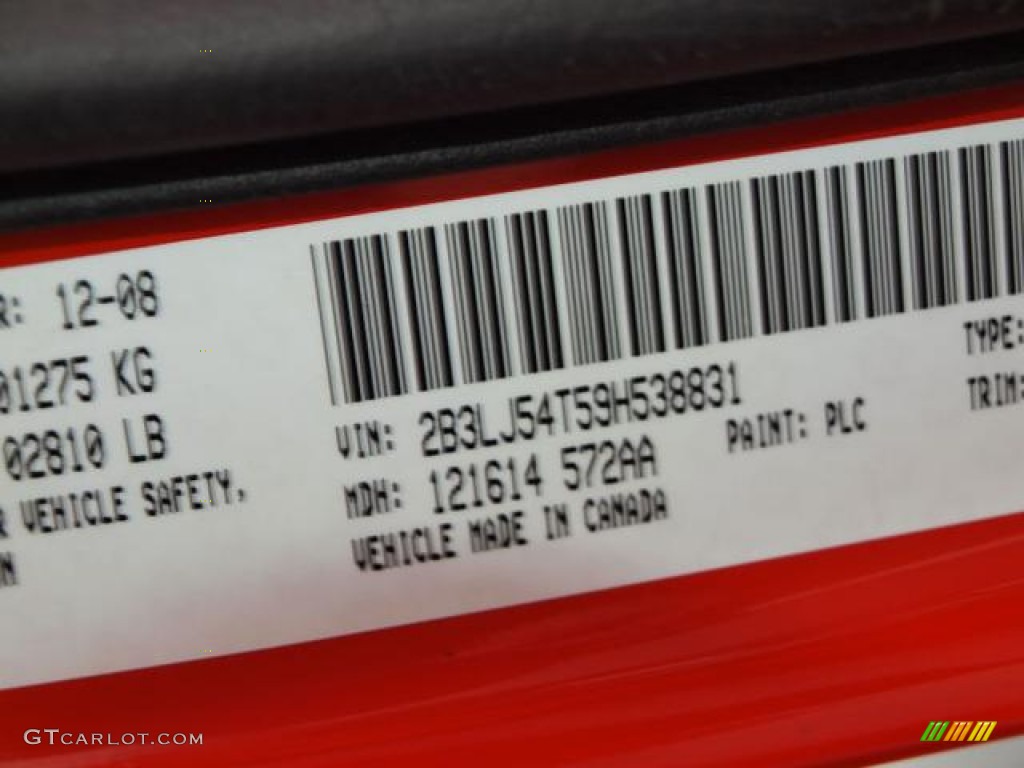 R: 12-08
01275 KG
02810 LB
R VEHICLE SAFETY,
N
VIN: 2B3LJ54T59H538831
MDH: 121614 572AA
VEHICLE MADE IN CANADA
PAINT: PLC
TYPE:
TRIM:
GTCARLOT.COM